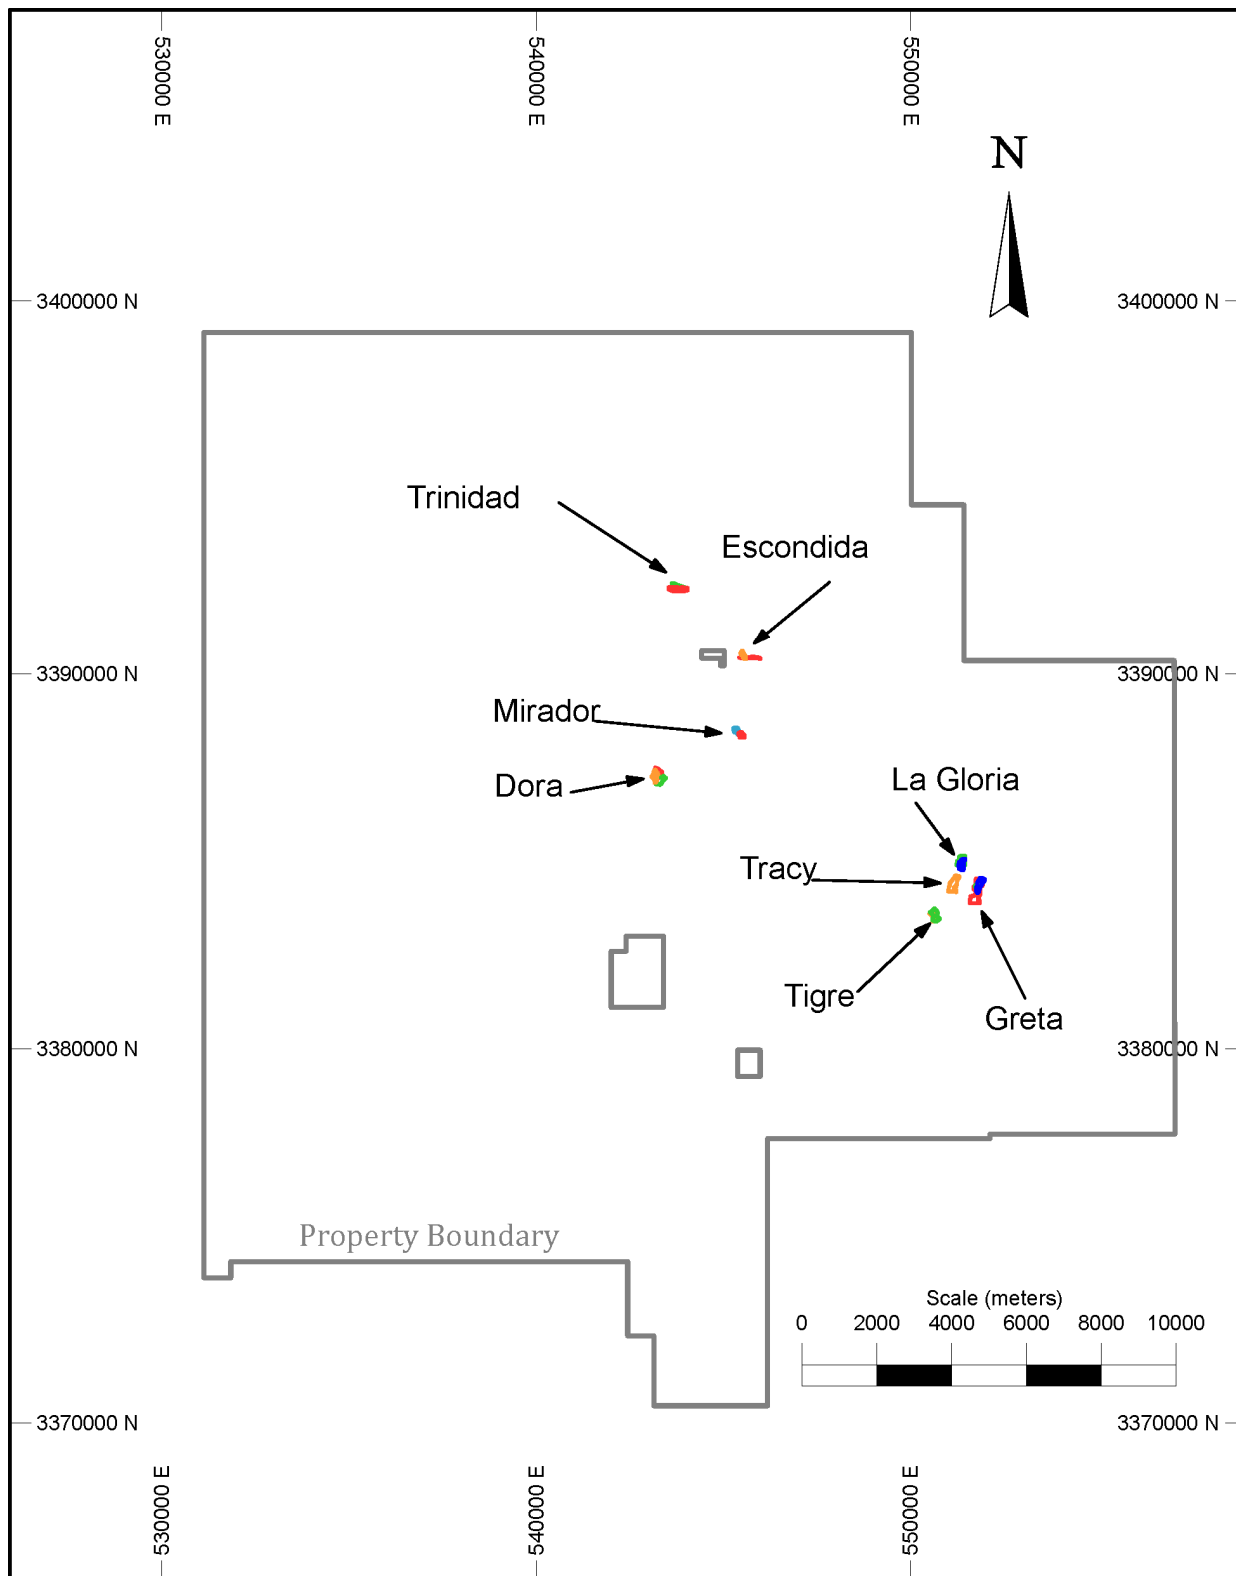 530000 E
540000 E
550000 E
N
3400000 N
3400000 N
Trinidad
Escondida
3390000 N
3390000 N
Mirador
Dora
La Gloria
Tracy
Tigre
Greta
3380000 N
3380000 N
Property Boundary
Scale (meters)
0 2000 4000 6000 8000 10000
3370000 N
3370000 N
530000 E
540000 E
550000 E